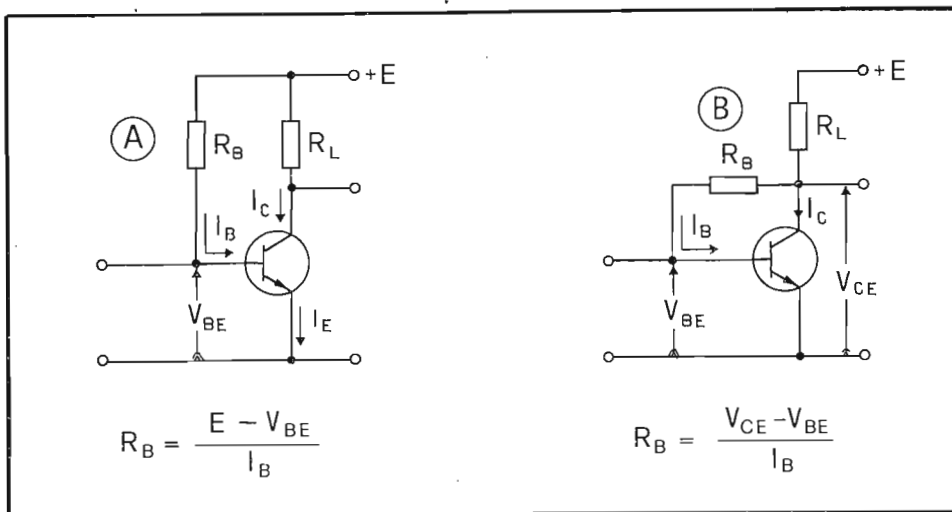 +E
A
R_B
R_L
I_C
I_B
V_BE
I_E
R_B = (E – V_BE) / I_B
+E
B
R_L
R_B
I_C
I_B
V_CE
V_BE
R_B = (V_CE – V_BE) / I_B